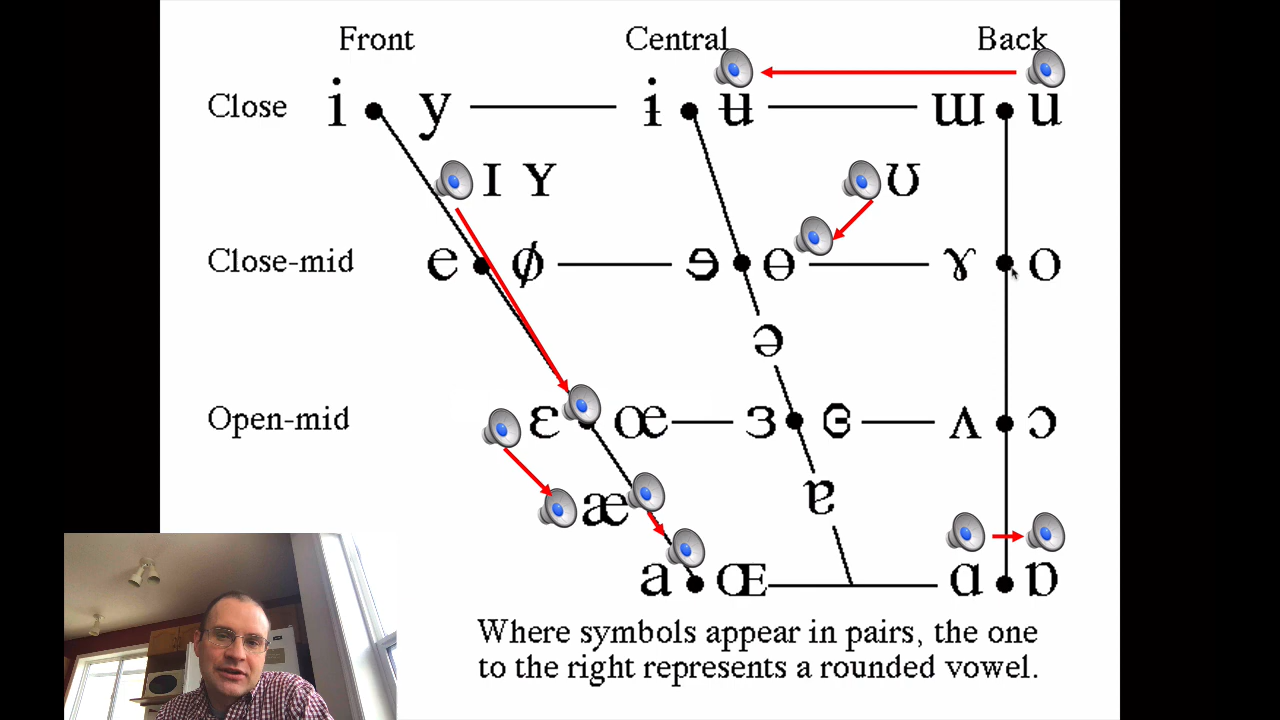 Front Central Back
Close i y ɨ ʉ ɯ u
I Y ʊ
Close-mid e ø ɘ ɵ ɤ o
ə
Open-mid ɛ œ ɜ ɞ ʌ ɔ
æ ɐ
a Œ ɑ ɒ
Where symbols appear in pairs, the one
to the right represents a rounded vowel.